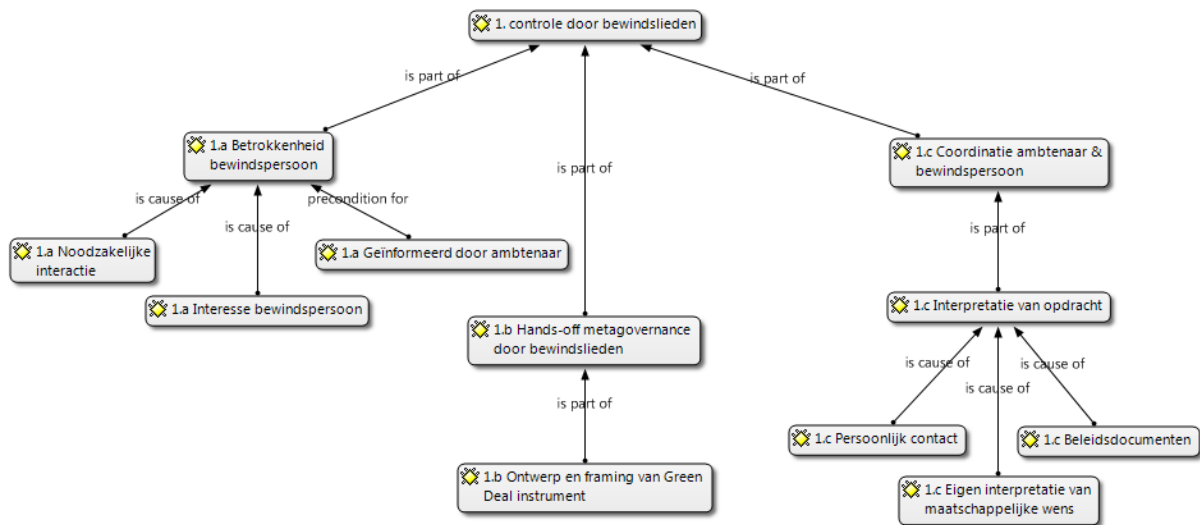 1. controle door bewindslieden
is part of
is part of
is part of
1.a Betrokkenheid
bewindspersoon
1.c Coordinatie ambtenaar &
bewindspersoon
is cause of
is cause of
precondition for
is part of
1.a Noodzakelijke
interactie
1.a Geïnformeerd door ambtenaar
1.a Interesse bewindspersoon
1.c Interpretatie van opdracht
1.b Hands-off metagovernance
door bewindslieden
is cause of
is cause of
is cause of
is part of
1.c Persoonlijk contact
1.c Beleidsdocumenten
1.b Ontwerp en framing van Green
Deal instrument
1.c Eigen interpretatie van
maatschappelijke wens